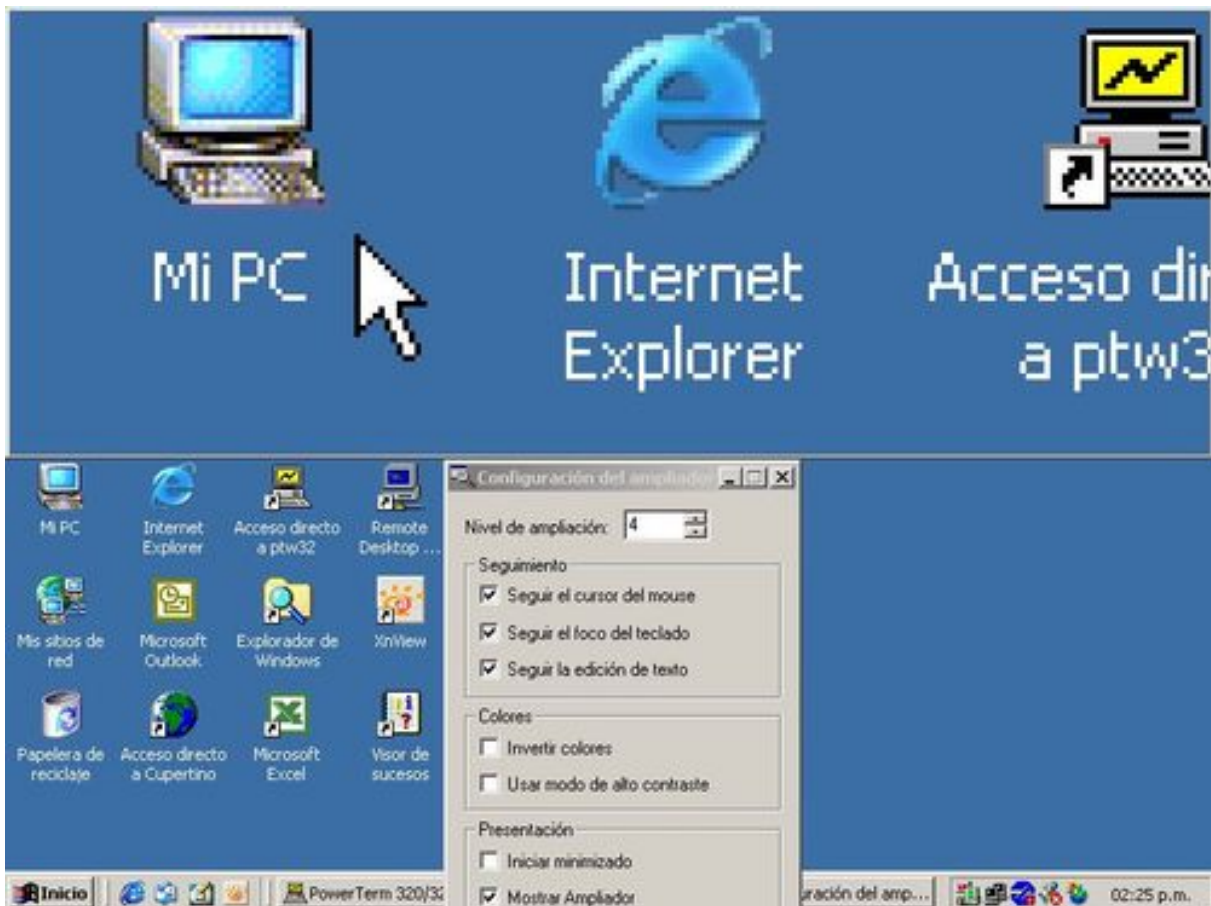 Mi PC
Internet
Explorer
Acceso dir
a ptw3
Mi PC
Internet
Explorer
Acceso directo
a ptw32
Remote
Desktop ...
Mis sitios de
red
Microsoft
Outlook
Explorador de
Windows
XnView
Papelera de
reciclaje
Acceso directo
a Cupertino
Microsoft
Excel
Visor de
sucesos
Configuración del ampliador
Nivel de ampliación: 4
Seguimiento
Seguir el cursor del mouse
Seguir el foco del teclado
Seguir la edición de texto
Colores
Invertir colores
Usar modo de alto contraste
Presentación
Iniciar minimizado
Mostrar Ampliador
Inicio
PowerTerm 320/32
uración del amp...
02:25 p.m.